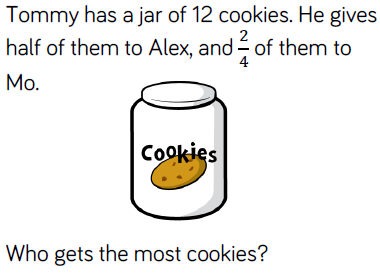 Tommy has a jar of 12 cookies. He gives
half of them to Alex, and 2/4 of them to
Mo.
Cookies
Who gets the most cookies?